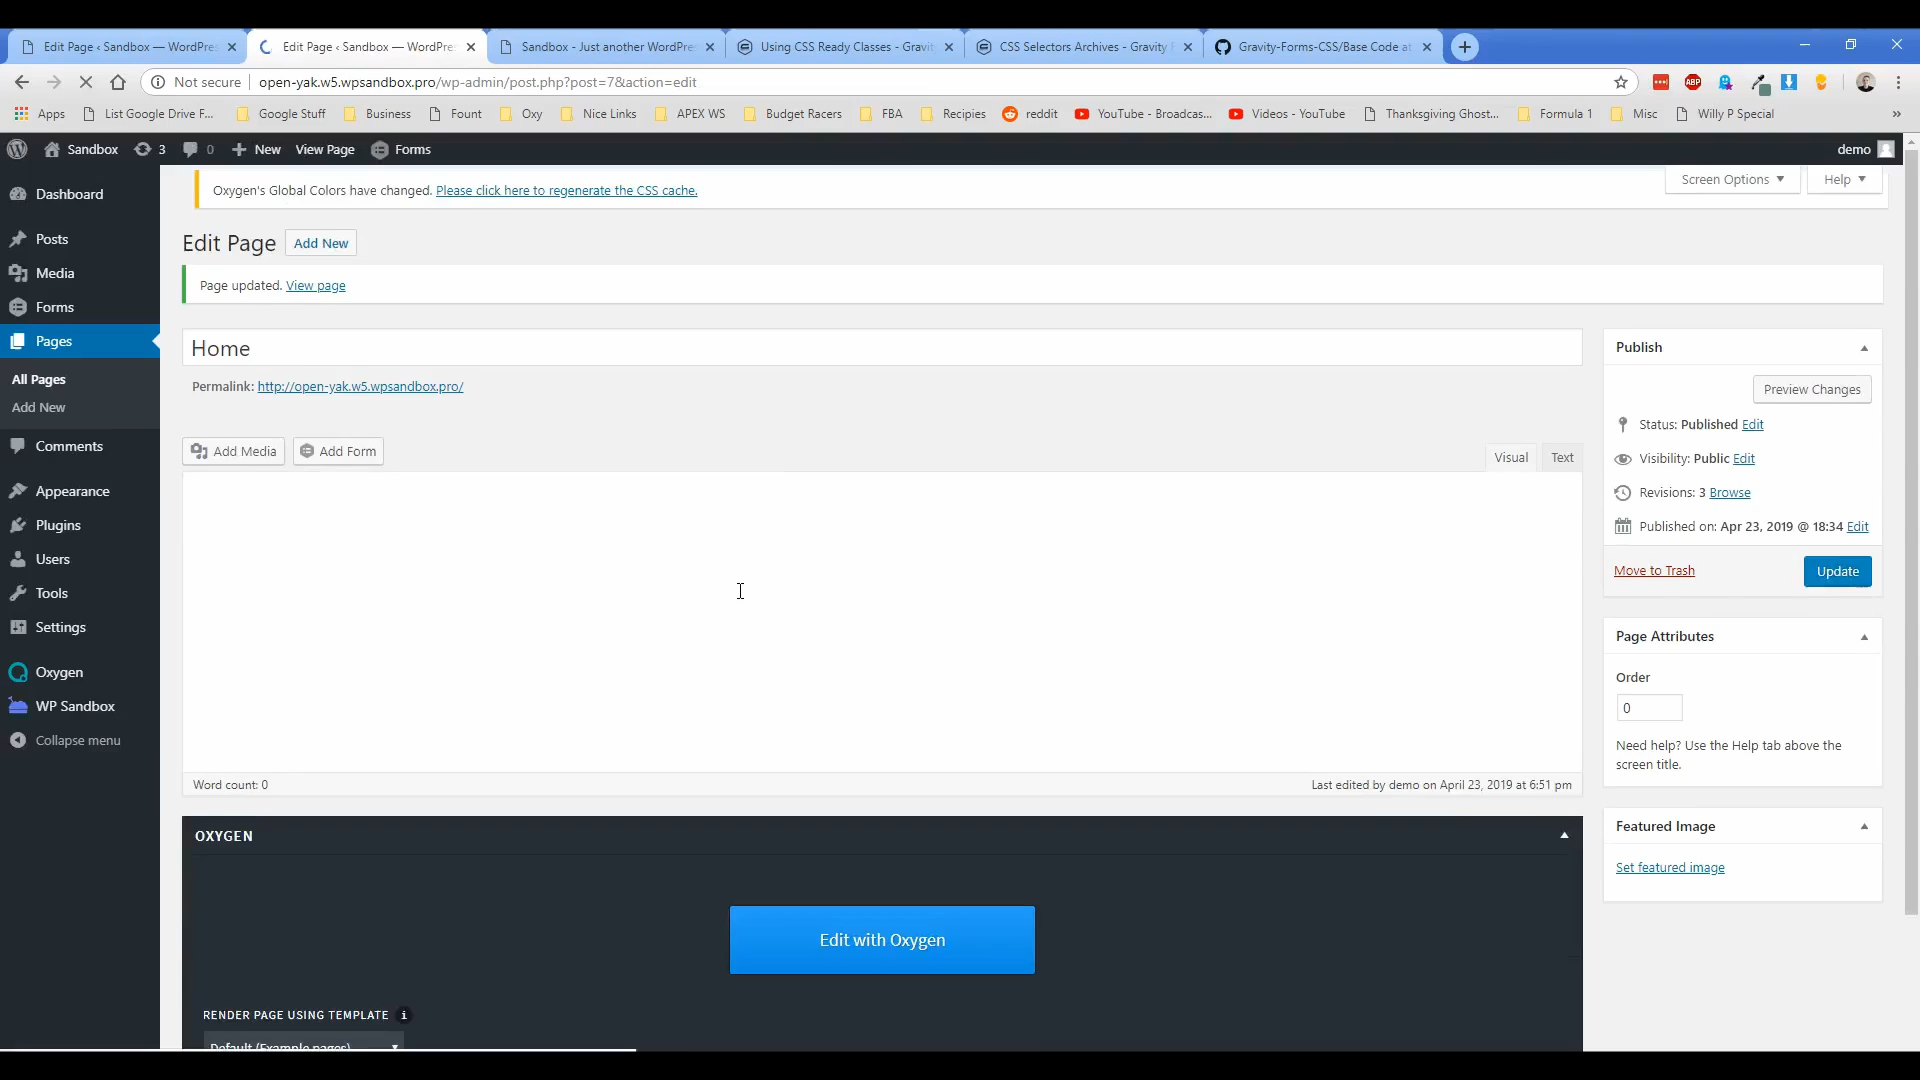 Edit Page ‹ Sandbox — WordPres
Edit Page ‹ Sandbox — WordPres
Sandbox - Just another WordPre
Using CSS Ready Classes - Gravit
CSS Selectors Archives - Gravity
Gravity-Forms-CSS/Base Code at
Not secure
open-yak.w5.wpsandbox.pro/wp-admin/post.php?post=7&action=edit
ABP
Apps
List Google Drive F...
Google Stuff
Business
Fount
Oxy
Nice Links
APEX WS
Budget Racers
FBA
Recipies
reddit
YouTube - Broadcas...
Videos - YouTube
Thanksgiving Ghost...
Formula 1
Misc
Willy P Special
»
Sandbox
3
0
New
View Page
Forms
demo
Dashboard
Posts
Media
Forms
Pages
All Pages
Add New
Comments
Appearance
Plugins
Users
Tools
Settings
Oxygen
WP Sandbox
Collapse menu
Oxygen's Global Colors have changed. Please click here to regenerate the CSS cache.
Screen Options
Help
Edit Page
Add New
Page updated. View page
Home
Permalink: http://open-yak.w5.wpsandbox.pro/
Add Media
Add Form
Visual
Text
Word count: 0
Last edited by demo on April 23, 2019 at 6:51 pm
OXYGEN
Edit with Oxygen
RENDER PAGE USING TEMPLATE
Default (Example pages)
Publish
Preview Changes
Status: Published Edit
Visibility: Public Edit
Revisions: 3 Browse
Published on: Apr 23, 2019 @ 18:34 Edit
Move to Trash
Update
Page Attributes
Order
0
Need help? Use the Help tab above the
screen title.
Featured Image
Set featured image